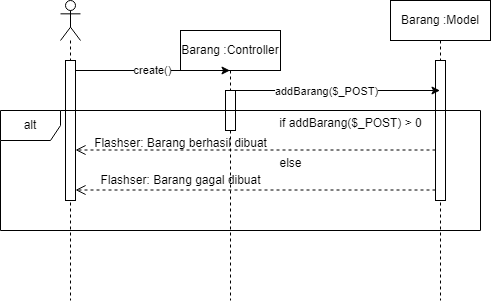 Barang :Model
Barang :Controller
create()
addBarang($_POST)
alt
if addBarang($_POST) > 0
Flashser: Barang berhasil dibuat
else
Flashser: Barang gagal dibuat